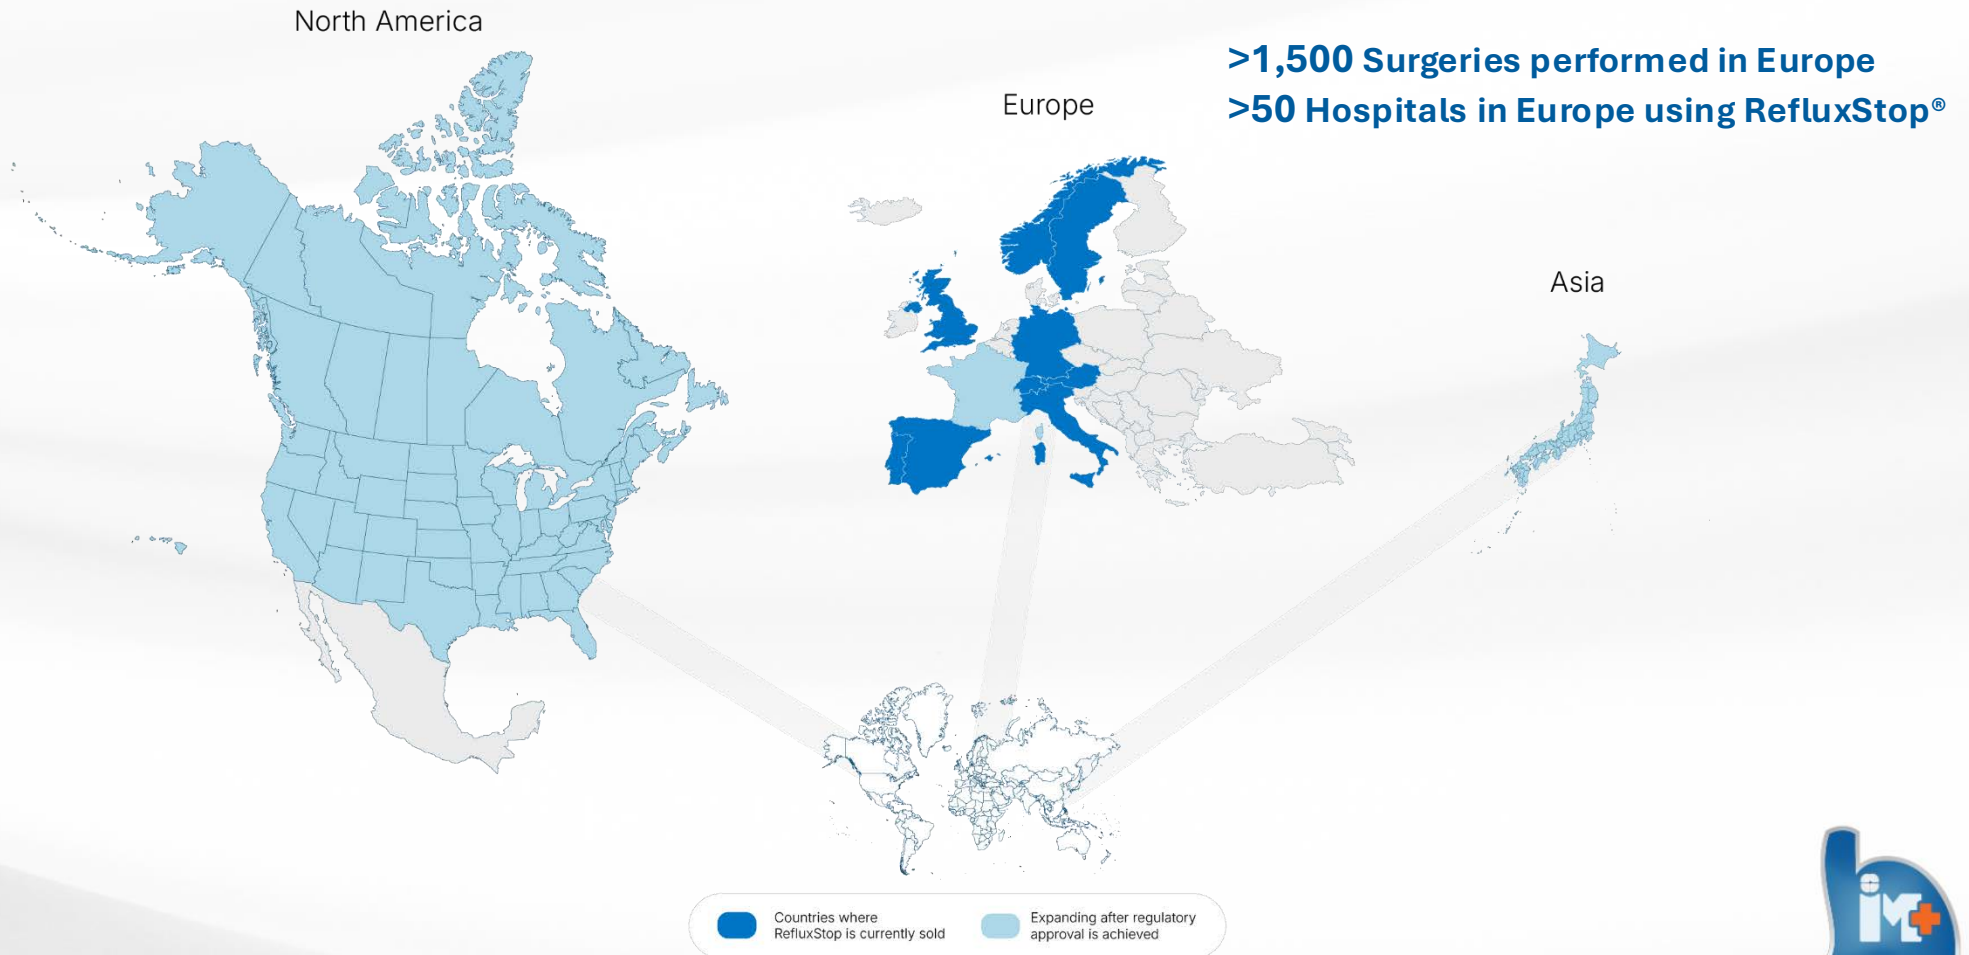 North America
>1,500 Surgeries performed in Europe
>50 Hospitals in Europe using RefluxStop®
Europe
Asia
Countries where
RefluxStop is currently sold
Expanding after regulatory
approval is achieved
iM+